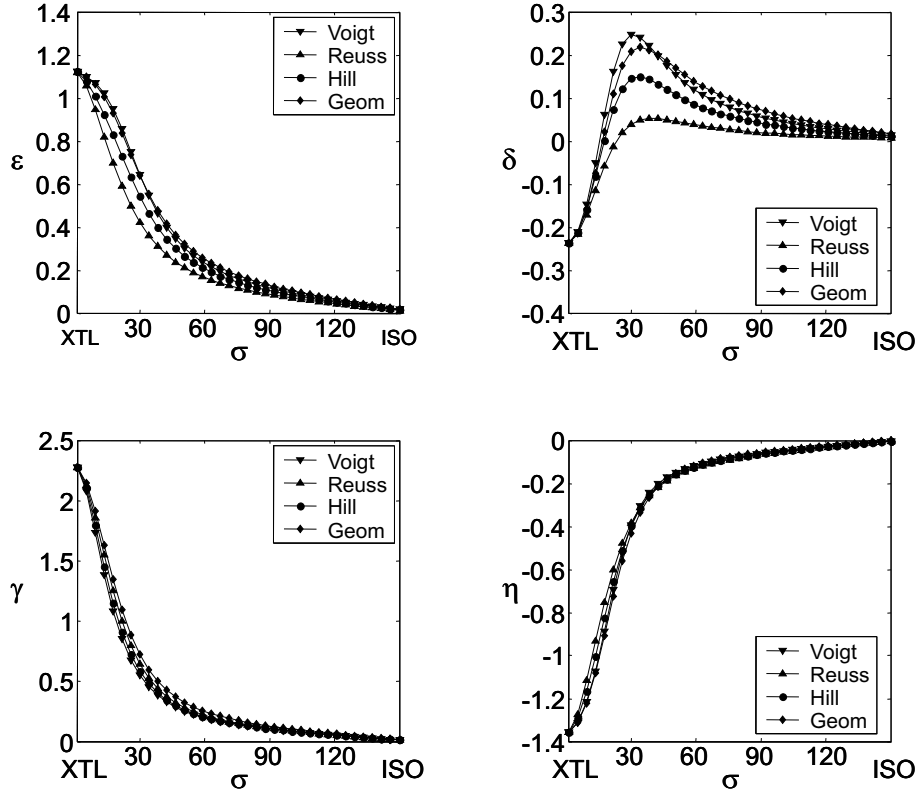 1.4
1.2
1
0.8
0.6
0.4
0.2
0
ε
XTL 30 60 90 120 ISO
σ
Voigt
Reuss
Hill
Geom
0.3
0.2
0.1
0
-0.1
-0.2
-0.3
-0.4
δ
XTL 30 60 90 120 ISO
σ
Voigt
Reuss
Hill
Geom
2.5
2
1.5
1
0.5
0
γ
XTL 30 60 90 120 ISO
σ
Voigt
Reuss
Hill
Geom
0
-0.2
-0.4
-0.6
-0.8
-1
-1.2
-1.4
η
XTL 30 60 90 120 ISO
σ
Voigt
Reuss
Hill
Geom